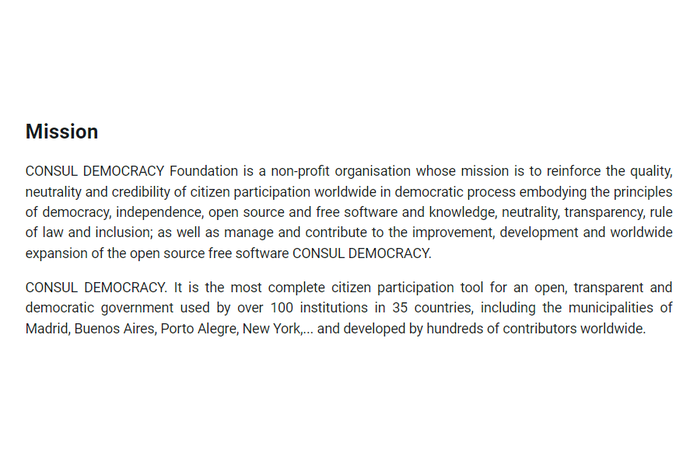 Mission
CONSUL DEMOCRACY Foundation is a non-profit organisation whose mission is to reinforce the quality,
neutrality and credibility of citizen participation worldwide in democratic process embodying the principles
of democracy, independence, open source and free software and knowledge, neutrality, transparency, rule
of law and inclusion; as well as manage and contribute to the improvement, development and worldwide
expansion of the open source free software CONSUL DEMOCRACY.
CONSUL DEMOCRACY. It is the most complete citizen participation tool for an open, transparent and
democratic government used by over 100 institutions in 35 countries, including the municipalities of
Madrid, Buenos Aires, Porto Alegre, New York,... and developed by hundreds of contributors worldwide.